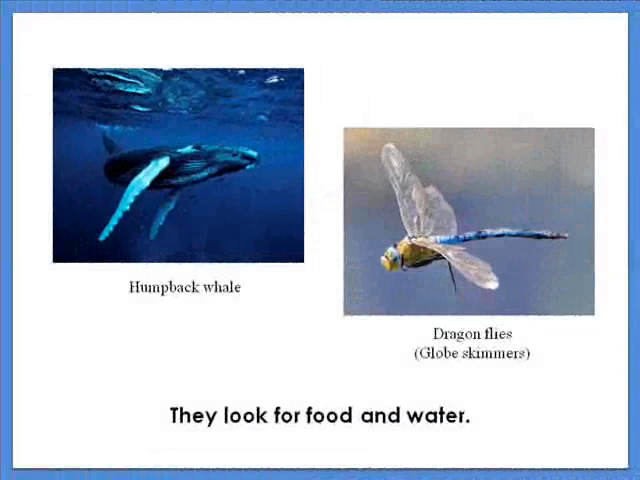 Humpback whale
Dragon flies
(Globe skimmers)
They look for food and water.